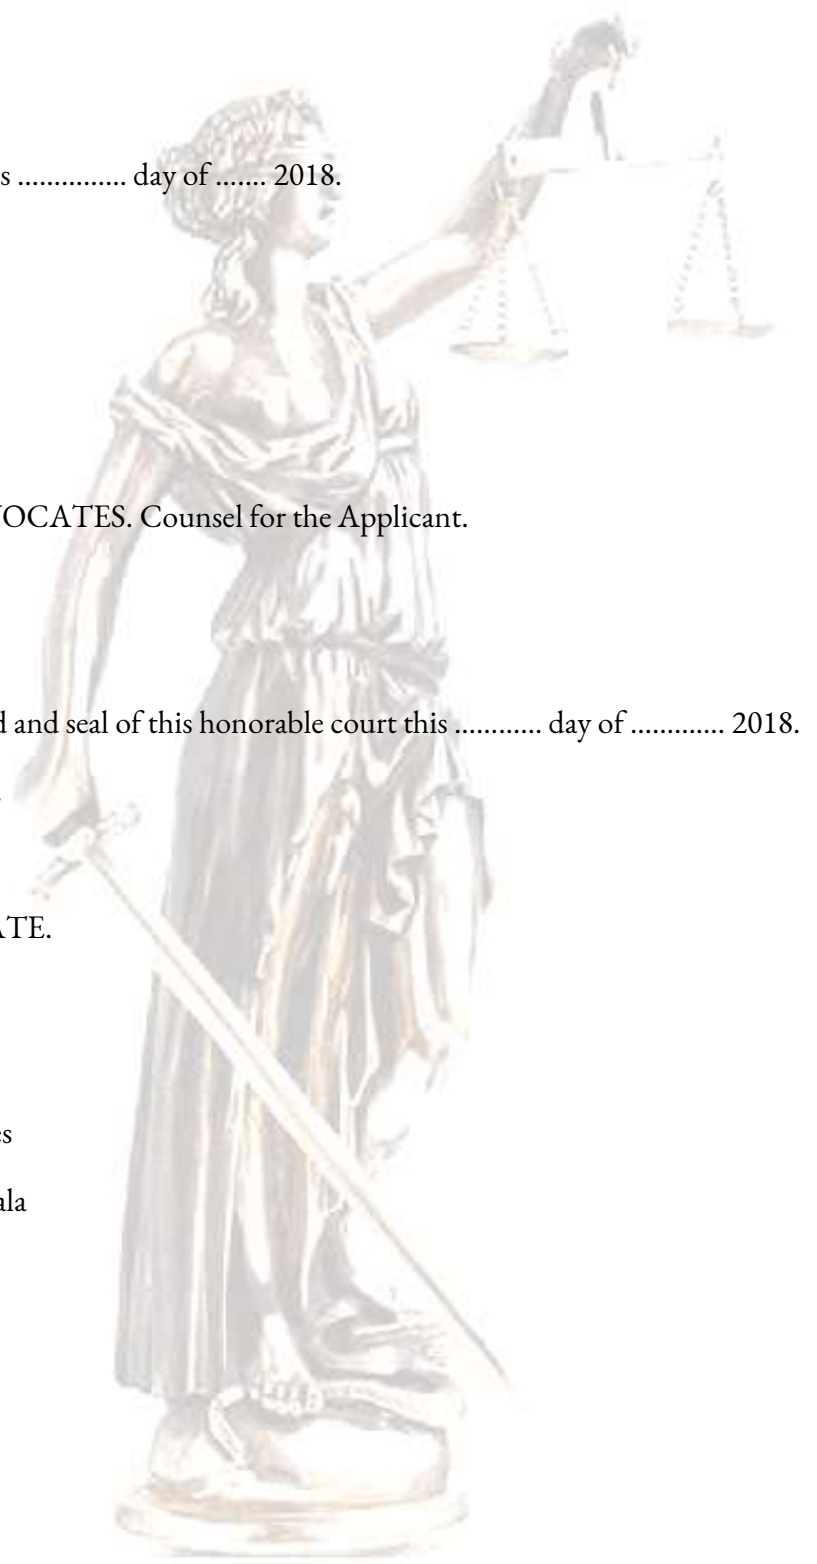 s ............... day of ....... 2018.
OCATES. Counsel for the Applicant.
d and seal of this honorable court this ............ day of ............. 2018.
.
ATE.
es
ala